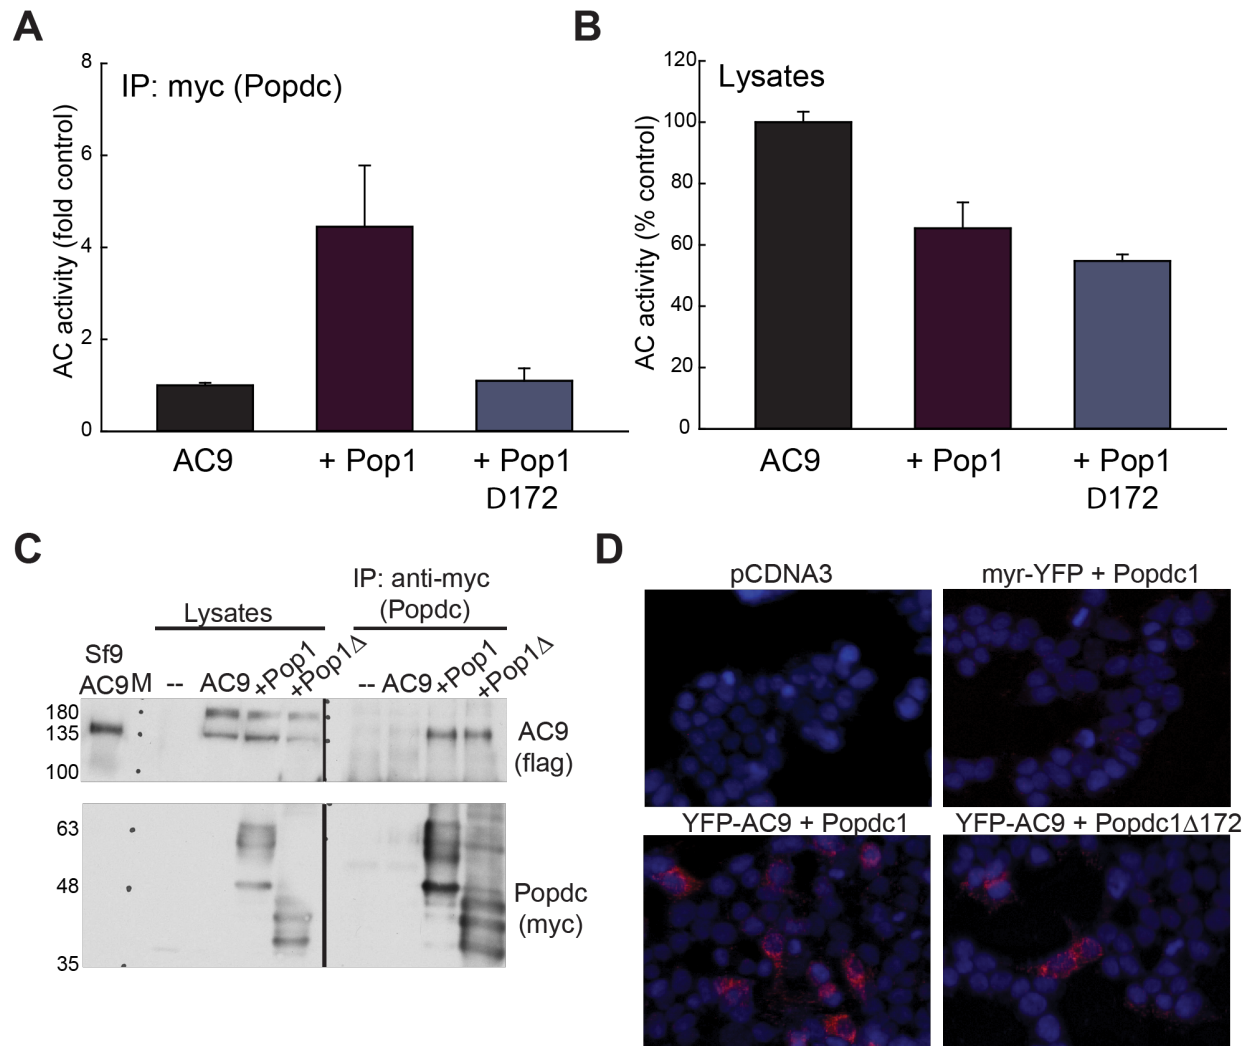 A
IP: myc (Popdc)
AC activity (fold control)
8
6
4
2
0
AC9
+ Pop1
+ Pop1
D172
B
Lysates
AC activity (% control)
120
100
80
60
40
20
0
AC9
+ Pop1
+ Pop1
D172
C
Lysates
IP: anti-myc
(Popdc)
Sf9
AC9 M -- AC9 +Pop1 +Pop1Δ -- AC9 +Pop1 +Pop1Δ
180
135
100
AC9
(flag)
63
48
35
Popdc
(myc)
D
pCDNA3
myr-YFP + Popdc1
YFP-AC9 + Popdc1
YFP-AC9 + Popdc1Δ172